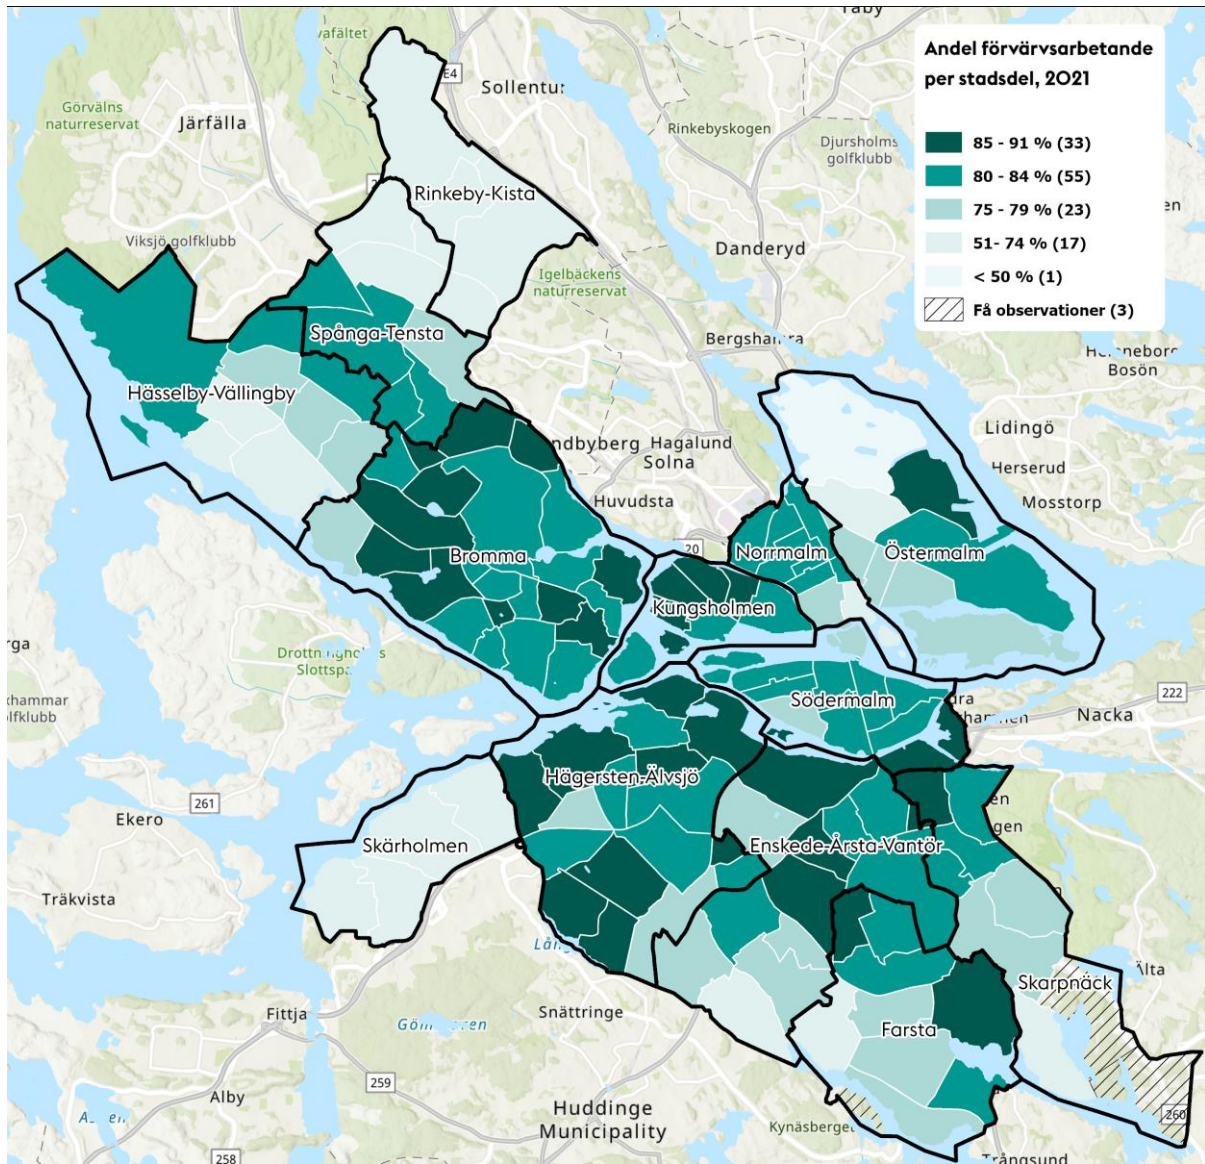 Andel förvärvsarbetande
per stadsdel, 2021
85 - 91 % (33)
80 - 84 % (55)
75 - 79 % (23)
51- 74 % (17)
< 50 % (1)
Få observationer (3)
Görvälns
naturreservat
Järfälla
E4
Rinkebyskogen
Djursholms
golfklubb
Rinkeby-Kista
Viksjö golfklubb
Danderyd
Igelbäckens
naturreservat
Spånga-Tensta
Bergshamra
Bosön
Hässelby-Vällingby
Lidingö
Hagalund
Solna
Herserud
Huvudsta
Mosstorp
20
Norrmalm
Östermalm
Bromma
Kungsholmen
Södermalm
222
Nacka
261
Ekerö
Hägersten-Älvsjö
Skärholmen
Enskede-Årsta-Vantör
Träkvista
Älta
Skarpnäck
Fittja
Snättringe
Farsta
259
Alby
Huddinge
Municipality
260
258
Trångsund